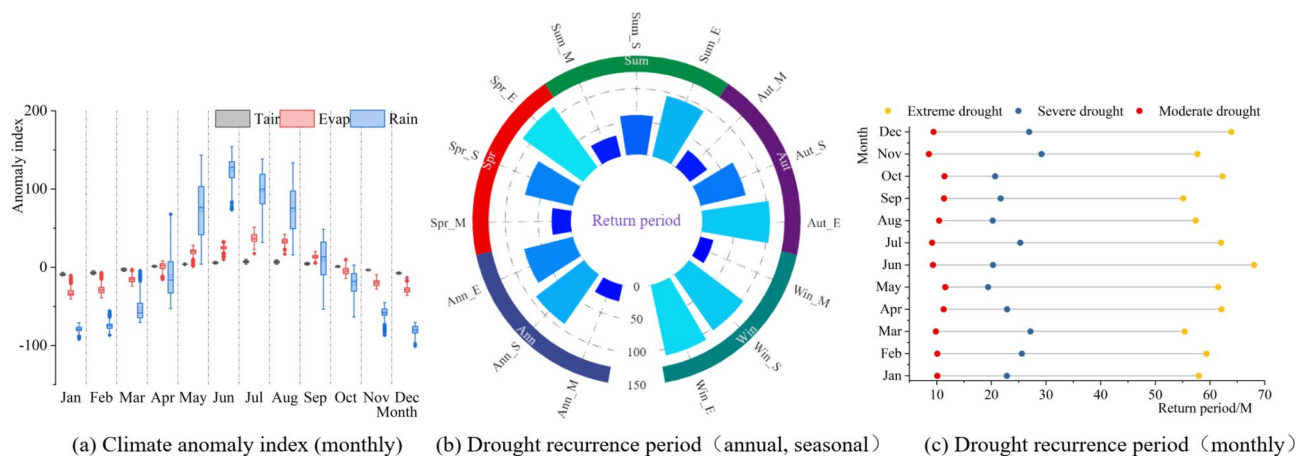 200
100
0
-100
Anomaly index
Tair
Evap
Rain
Jan Feb Mar Apr May Jun Jul Aug Sep Oct Nov Dec
Month
(a) Climate anomaly index (monthly)
Sum_M
Sum_S
Sum_E
Aut_M
Aut_S
Aut_E
Win_M
Win_S
Win_E
Spr_E
Spr_S
Spr_M
Ann_E
Ann_S
Ann_M
Sum
Spr
Aut
Ann
Win
Return period
0
50
100
150
(b) Drought recurrence period（annual, seasonal）
Extreme drought
Severe drought
Moderate drought
Month
Dec
Nov
Oct
Sep
Aug
Jul
Jun
May
Apr
Mar
Feb
Jan
10 20 30 40 50 60 70
Return period/M
(c) Drought recurrence period（monthly）